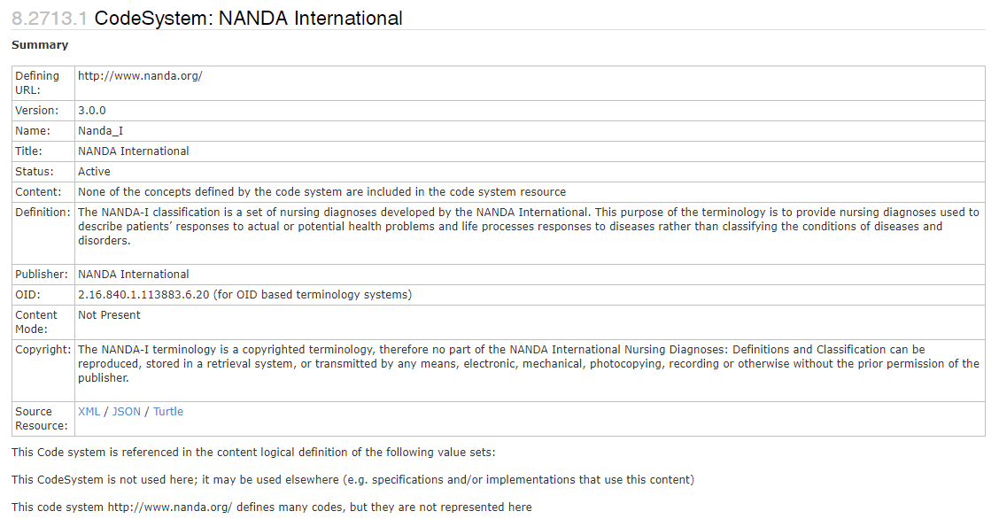 8.2713.1 CodeSystem: NANDA International
Summary
Defining URL: http://www.nanda.org/
Version: 3.0.0
Name: Nanda_I
Title: NANDA International
Status: Active
Content: None of the concepts defined by the code system are included in the code system resource
Definition: The NANDA-I classification is a set of nursing diagnoses developed by the NANDA International. This purpose of the terminology is to provide nursing diagnoses used to
describe patients’ responses to actual or potential health problems and life processes responses to diseases rather than classifying the conditions of diseases and
disorders.
Publisher: NANDA International
OID: 2.16.840.1.113883.6.20 (for OID based terminology systems)
Content Mode: Not Present
Copyright: The NANDA-I terminology is a copyrighted terminology, therefore no part of the NANDA International Nursing Diagnoses: Definitions and Classification can be
reproduced, stored in a retrieval system, or transmitted by any means, electronic, mechanical, photocopying, recording or otherwise without the prior permission of the
publisher.
Source Resource: XML / JSON / Turtle
This Code system is referenced in the content logical definition of the following value sets:
This CodeSystem is not used here; it may be used elsewhere (e.g. specifications and/or implementations that use this content)
This code system http://www.nanda.org/ defines many codes, but they are not represented here